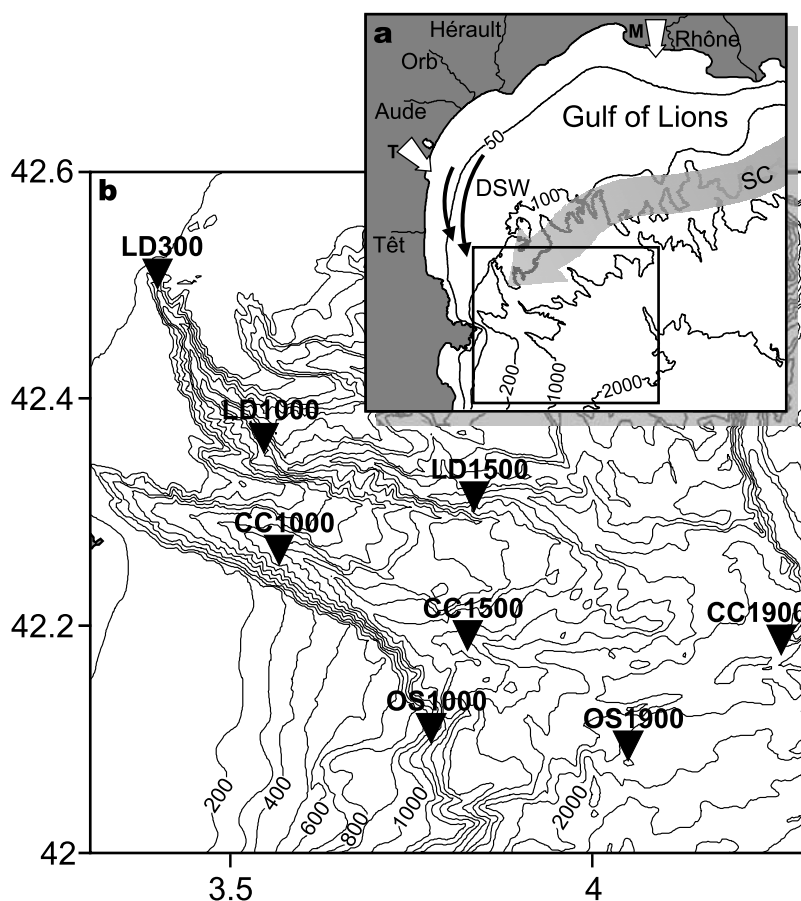 a
Hérault
M
Rhône
Orb
Aude
Gulf of Lions
50
T
DSW
SC
100
Têt
200
1000
2000
42.6
b
LD300
42.4
LD1000
LD1500
CC1000
42.2
CC1500
CC1900
OS1000
OS1900
200
400
600
800
1000
2000
42
3.5
4